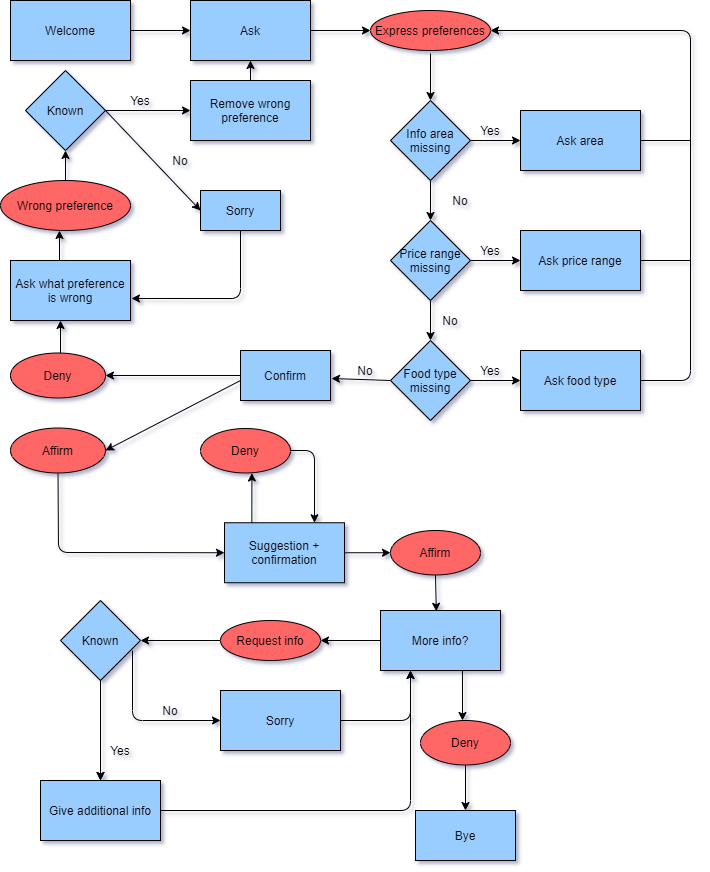 Welcome
Ask
Express preferences
Known
Yes
Remove wrong
preference
Info area
missing
Yes
Ask area
No
Wrong preference
Sorry
No
Price range
missing
Yes
Ask price range
Ask what preference
is wrong
No
Deny
Confirm
No
Food type
missing
Yes
Ask food type
Affirm
Deny
Suggestion +
confirmation
Affirm
Known
Request info
More info?
No
Sorry
Deny
Yes
Give additional info
Bye